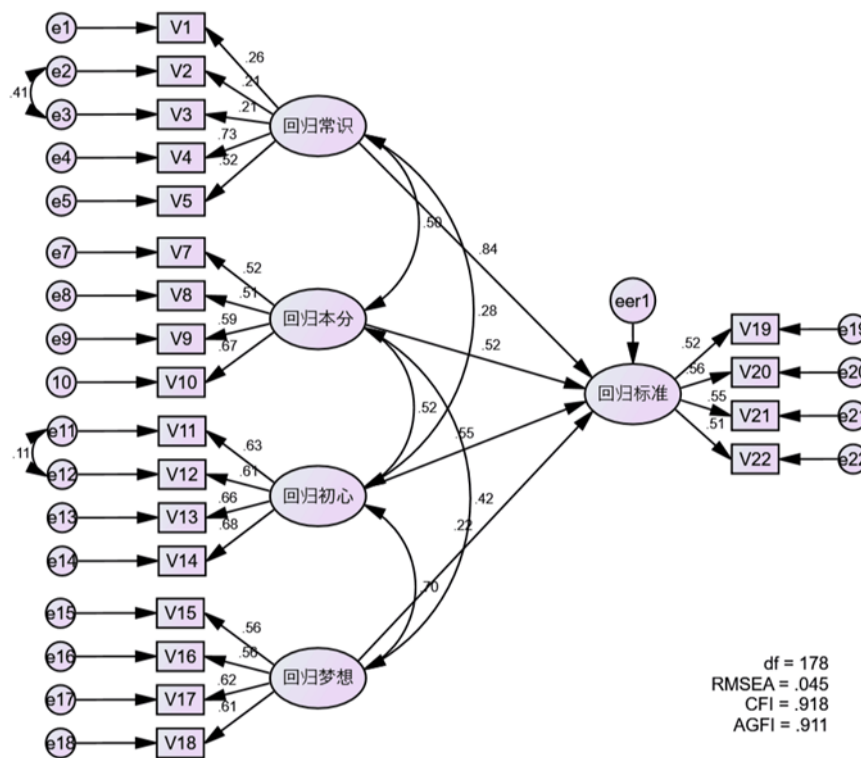 e1 V1
.26
e2 V2
.21
.41
e3 V3
.21
回归常识
e4 V4
.73
e5 V5
.52
.50
.84
e7 V7
.52
e8 V8
.51
回归本分
.28
eer1
e9 V9
.59
.52
V19 e19
.52
10 V10
.67
V20 e20
.56
回归标准
V21 e21
.55
V22 e22
.51
e11 V11
.63
.52
.55
.11
e12 V12
.61
回归初心
.42
e13 V13
.66
.22
e14 V14
.68
.70
e15 V15
.56
e16 V16
.56
回归梦想
e17 V17
.62
e18 V18
.61
df = 178
RMSEA = .045
CFI = .918
AGFI = .911